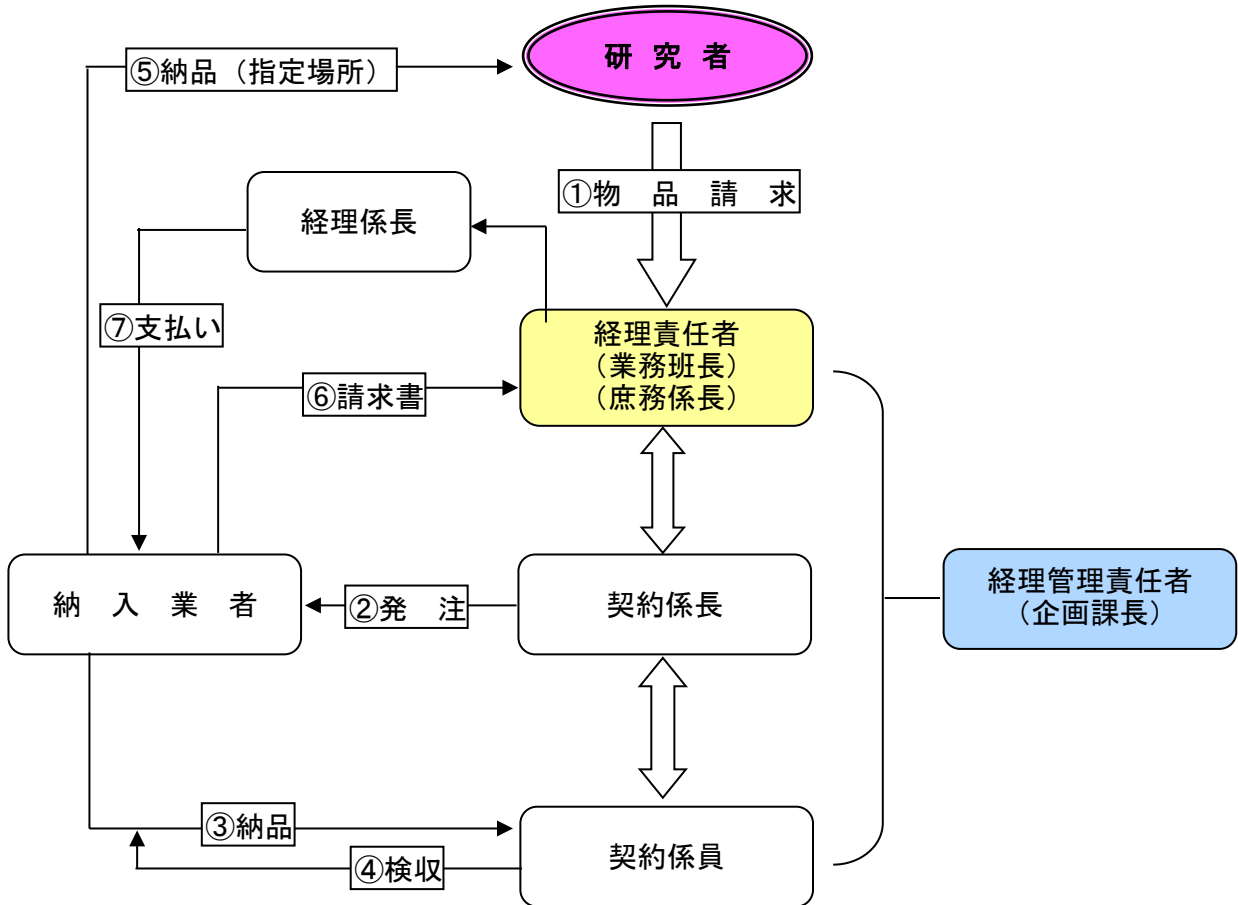 研 究 者
⑤納品（指定場所）
①物 品 請 求
経理係長
⑦支払い
経理責任者
（業務班長）
（庶務係長）
⑥請求書
納 入 業 者
②発 注
契約係長
経理管理責任者
（企画課長）
③納品
④検収
契約係員